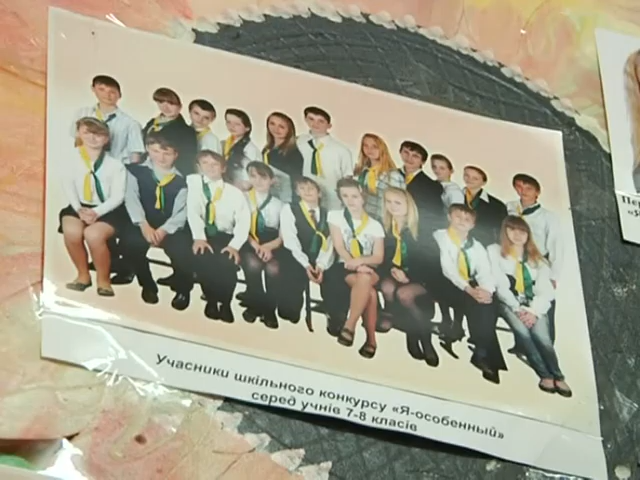 Учасники шкільного конкурсу «Я-особенный»
серед учнів 7-8 класів